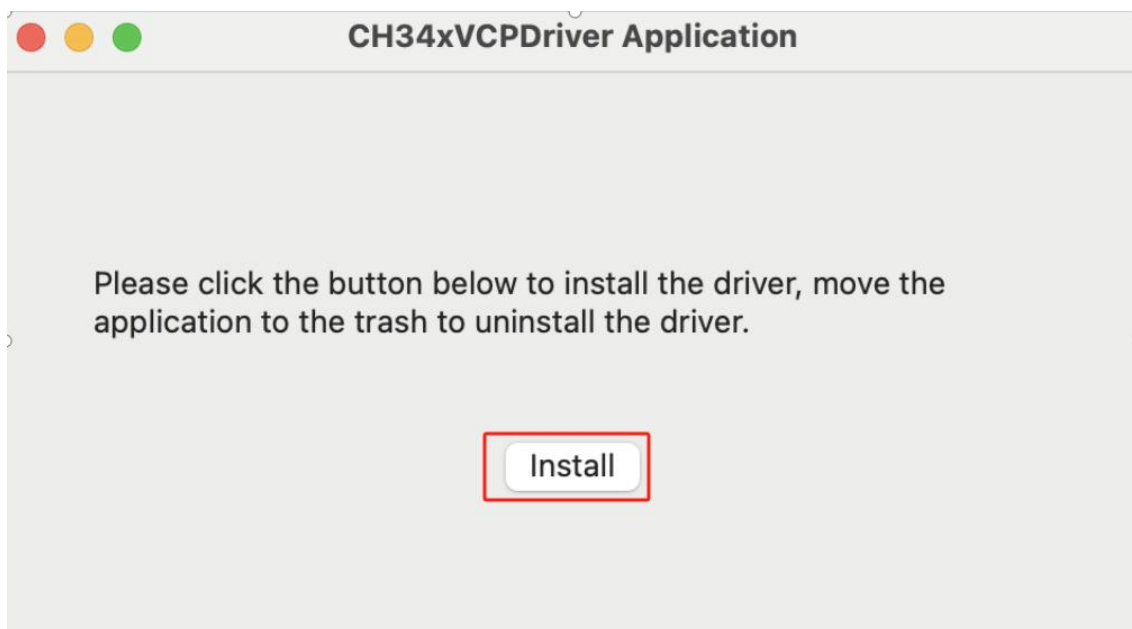 CH34xVCPDriver Application
Please click the button below to install the driver, move the
application to the trash to uninstall the driver.
Install